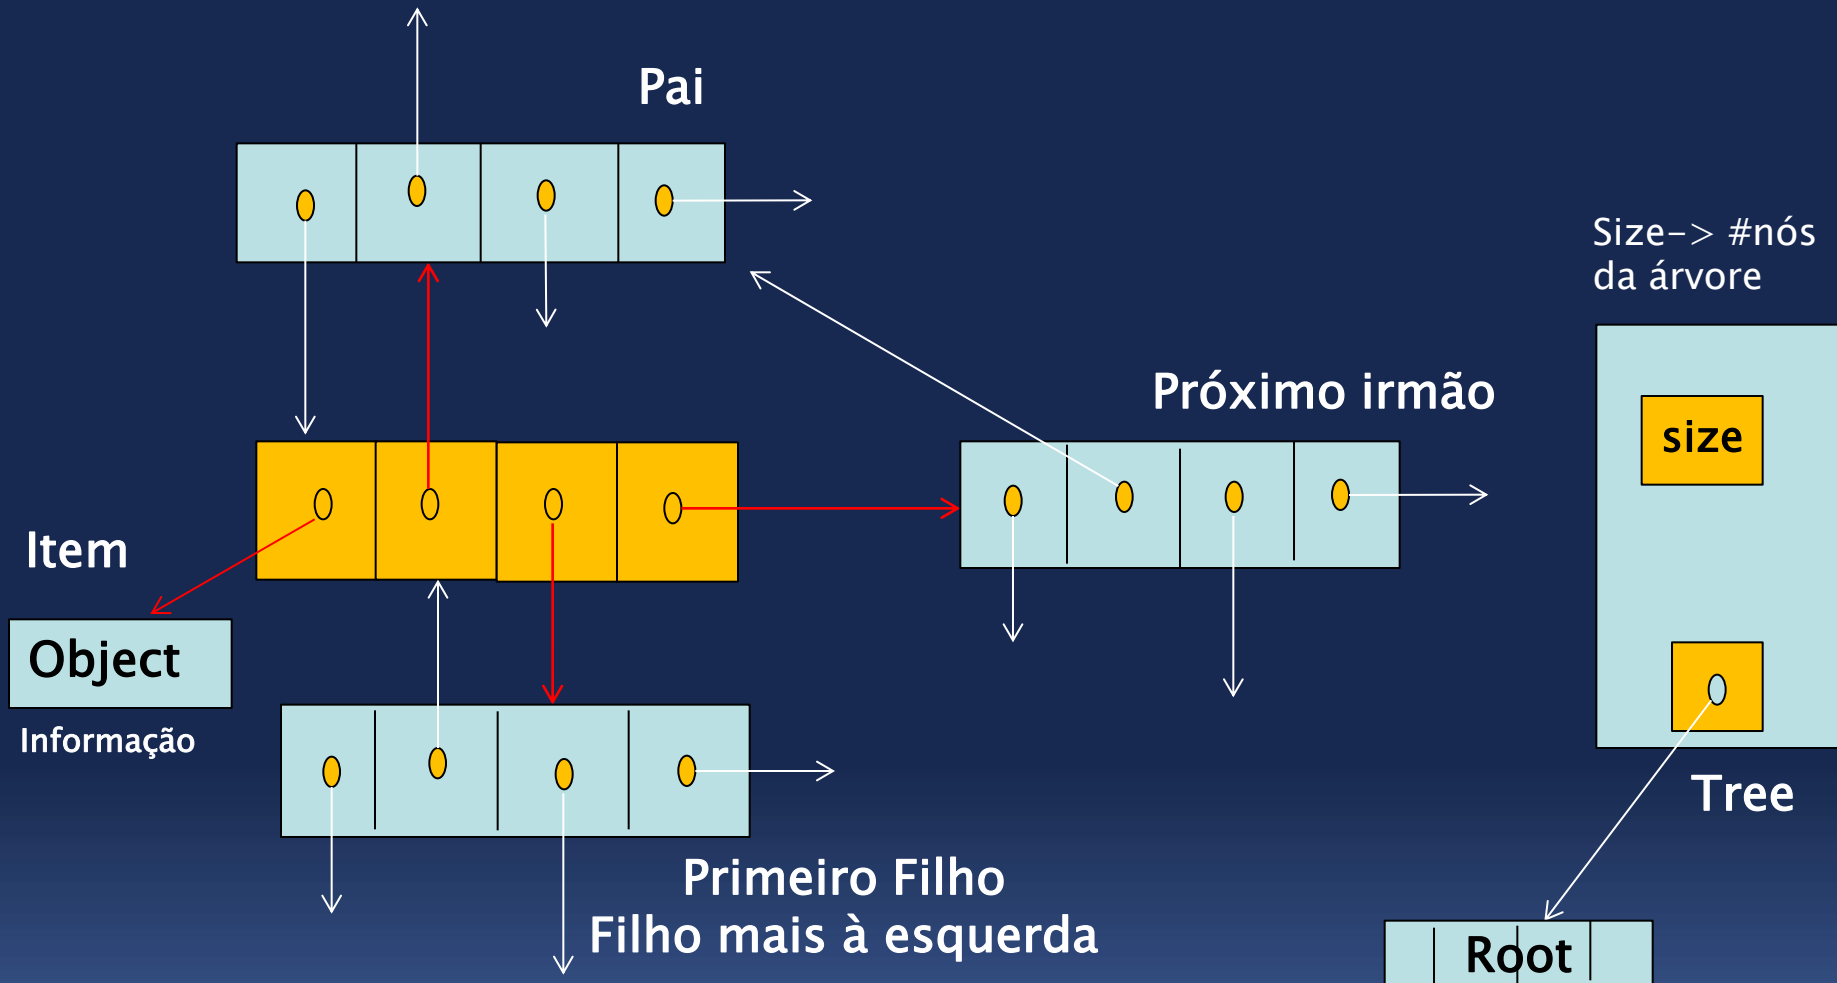 Pai
Size-> #nós
da árvore
Próximo irmão
size
Item
Object
Informação
Tree
Primeiro Filho
Filho mais à esquerda
Root